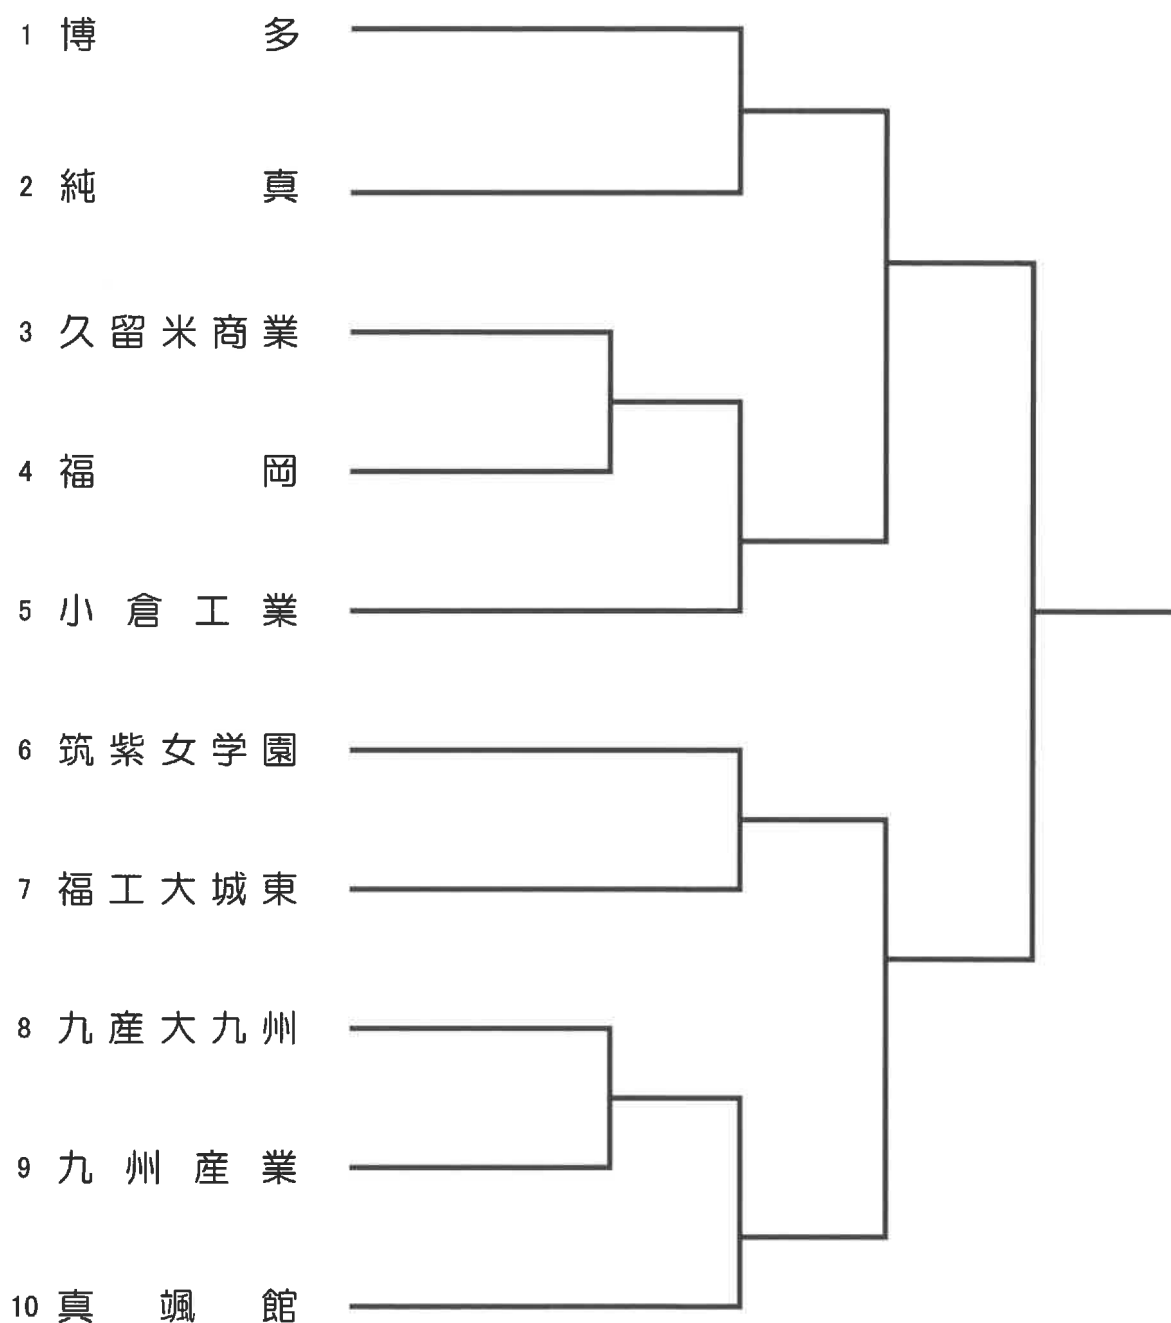 1 博多
2 純真
3 久留米商業
4 福岡
5 小倉工業
6 筑紫女学園
7 福工大城東
8 九産大九州
9 九州産業
10 真颯館